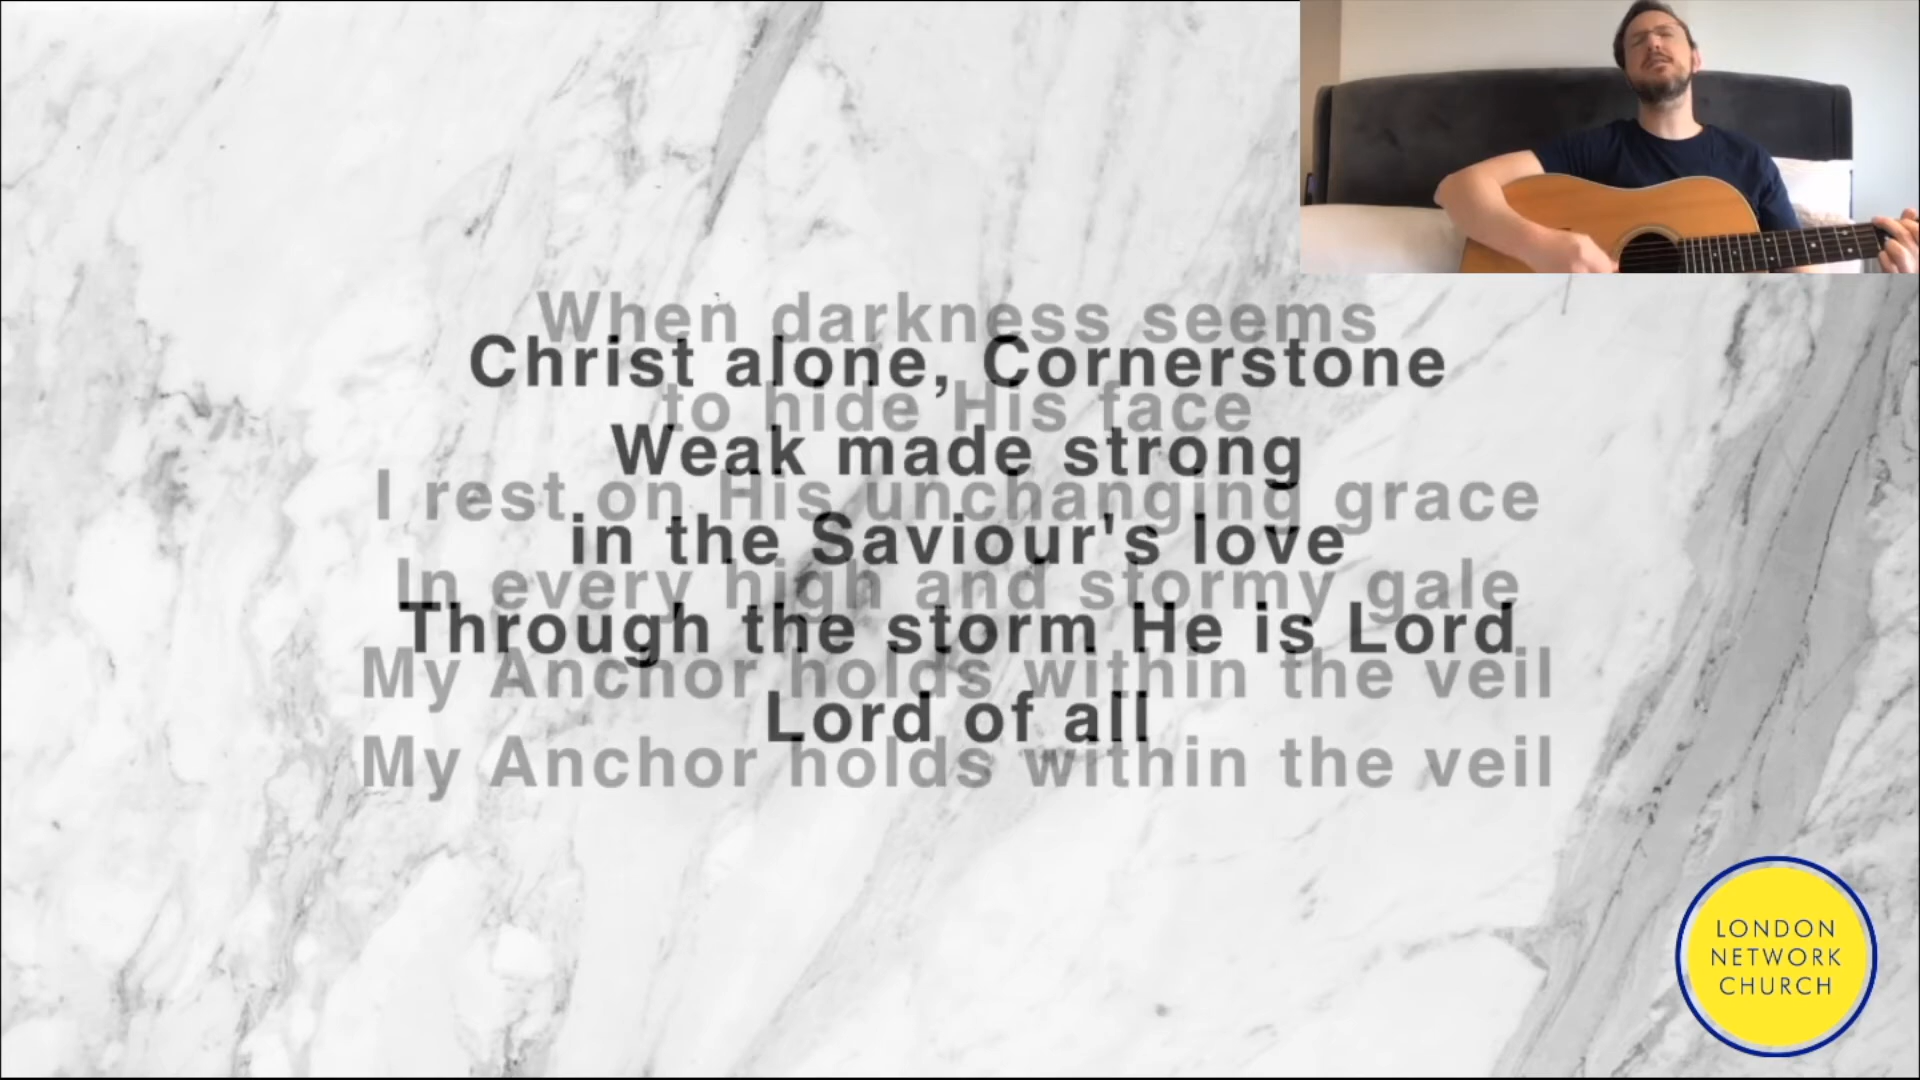 When darkness seems
Christ alone, Cornerstone
to hide His face
Weak made strong
I rest on His unchanging grace
in the Saviour's love
In every high and stormy gale
Through the storm He is Lord
My Anchor holds within the veil
Lord of all
My Anchor holds within the veil
LONDON
NETWORK
CHURCH